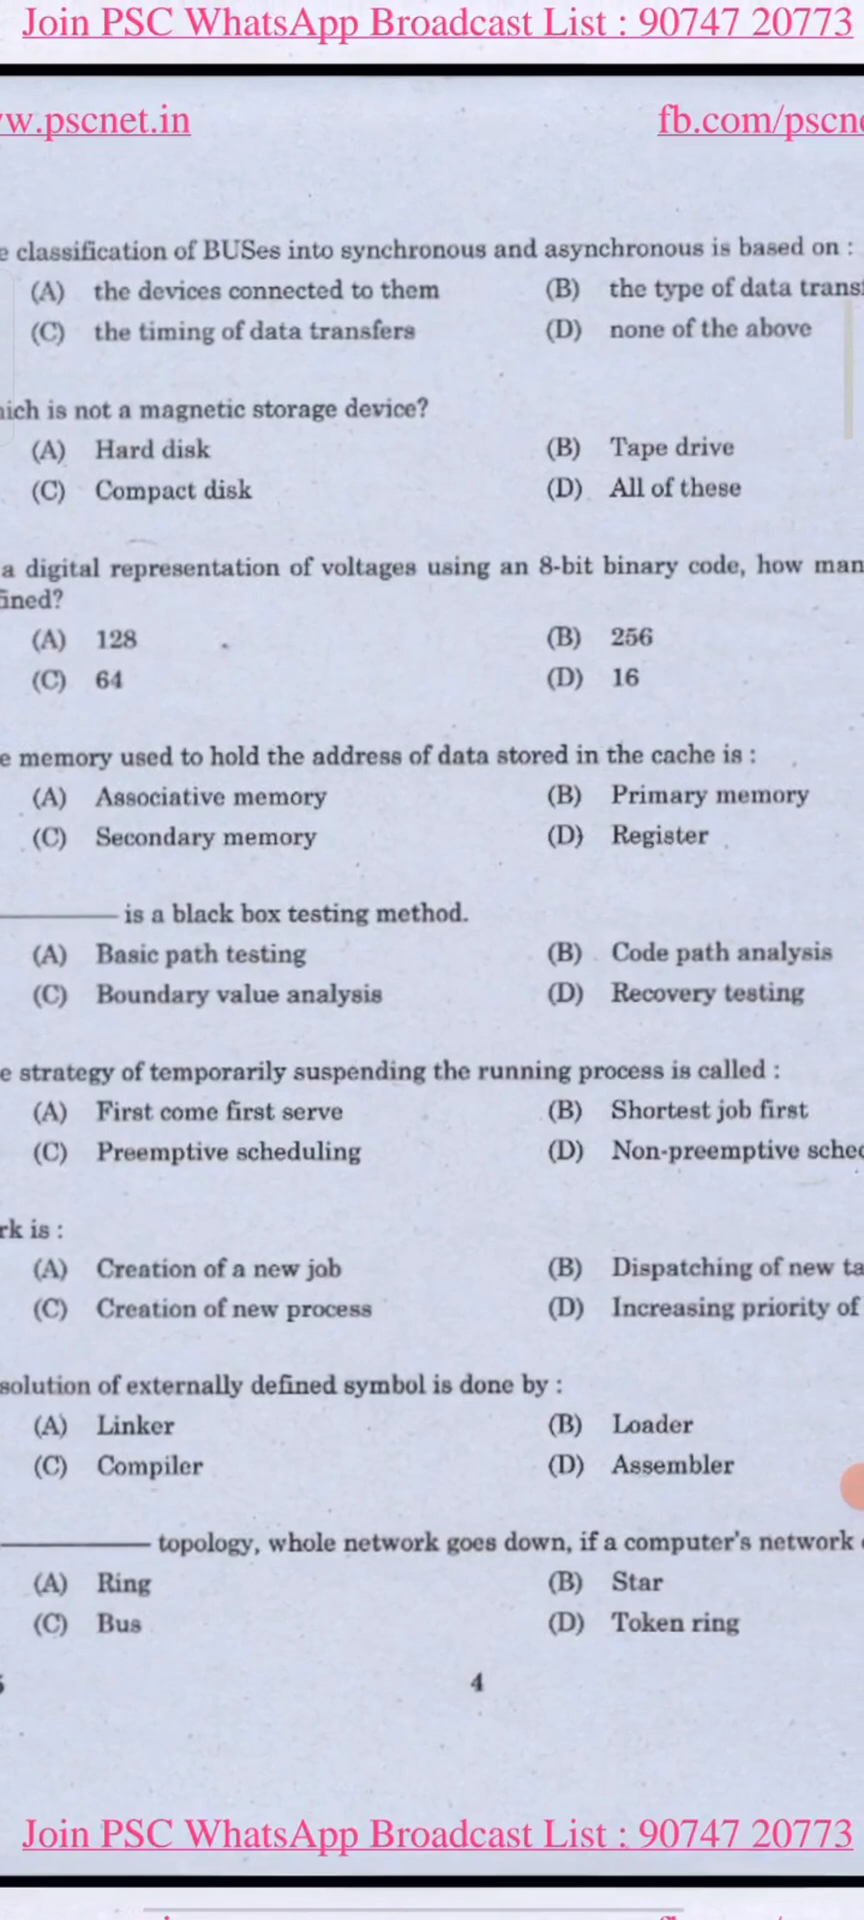 Join PSC WhatsApp Broadcast List : 90747 20773
w.pscnet.in fb.com/pscn
classification of BUSes into synchronous and asynchronous is based on :
(A) the devices connected to them (B) the type of data trans
(C) the timing of data transfers (D) none of the above
ich is not a magnetic storage device?
(A) Hard disk (B) Tape drive
(C) Compact disk (D) All of these
a digital representation of voltages using an 8-bit binary code, how man
ined?
(A) 128 (B) 256
(C) 64 (D) 16
e memory used to hold the address of data stored in the cache is :
(A) Associative memory (B) Primary memory
(C) Secondary memory (D) Register
is a black box testing method.
(A) Basic path testing (B) Code path analysis
(C) Boundary value analysis (D) Recovery testing
e strategy of temporarily suspending the running process is called :
(A) First come first serve (B) Shortest job first
(C) Preemptive scheduling (D) Non-preemptive sched
rk is :
(A) Creation of a new job (B) Dispatching of new ta
(C) Creation of new process (D) Increasing priority of
solution of externally defined symbol is done by :
(A) Linker (B) Loader
(C) Compiler (D) Assembler
topology, whole network goes down, if a computer's network
(A) Ring (B) Star
(C) Bus (D) Token ring
4
Join PSC WhatsApp Broadcast List : 90747 20773